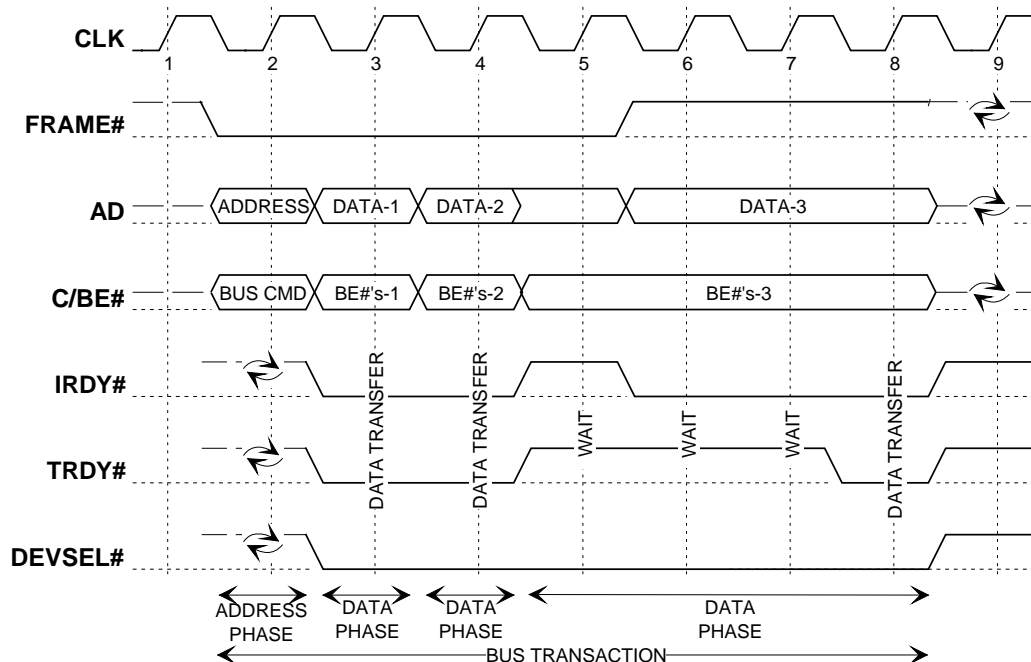 CLK
1 2 3 4 5 6 7 8 9
FRAME#
AD
ADDRESS DATA-1 DATA-2 DATA-3
C/BE#
BUS CMD BE#'s-1 BE#'s-2 BE#'s-3
IRDY#
TRDY#
DATA TRANSFER
DATA TRANSFER
WAIT
WAIT
WAIT
DATA TRANSFER
DEVSEL#
ADDRESS PHASE
DATA PHASE
DATA PHASE
DATA PHASE
BUS TRANSACTION